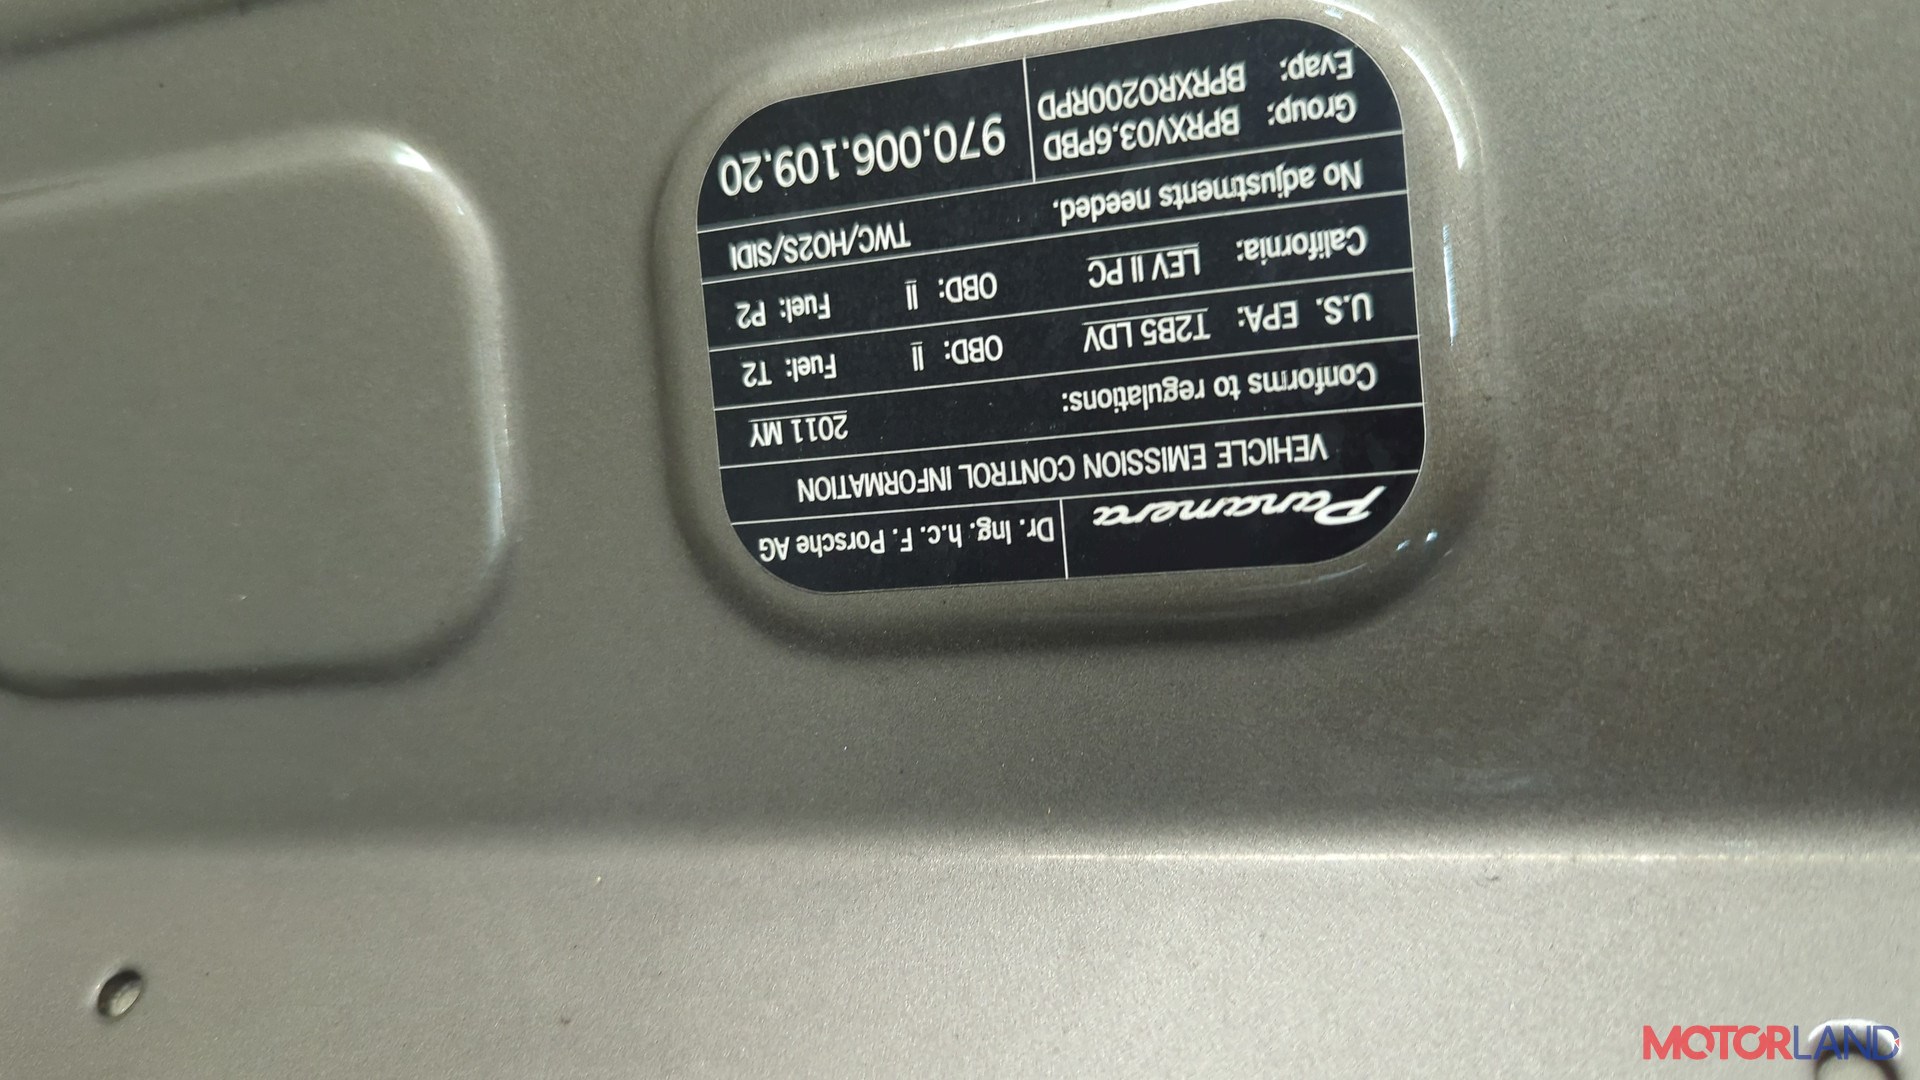 Panamera
Dr. Ing. h.c. F. Porsche AG
VEHICLE EMISSION CONTROL INFORMATION
Conforms to regulations: 2011 MY
U.S. EPA: T2B5 LDV OBD: II Fuel: T2
California: LEV II PC OBD: II Fuel: P2
No adjustments needed. TWC/HO2S/SIDI
Group: BPRXV03.6PBD
Evap: BPRXR0200RPD
970.006.109.20
MOTORLAND